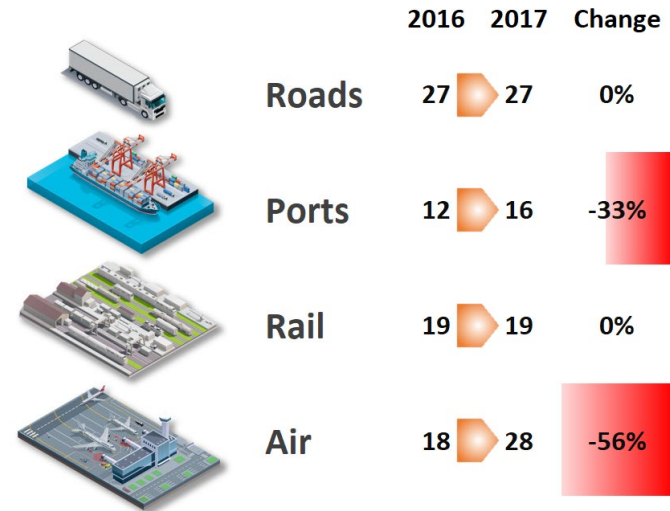 2016 2017 Change
Roads 27 27 0%
Ports 12 16 -33%
Rail 19 19 0%
Air 18 28 -56%